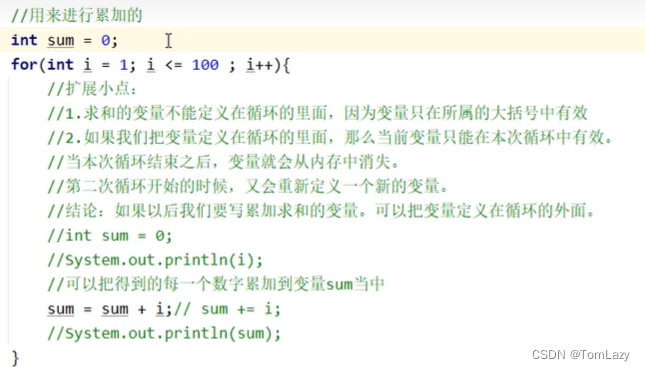 //用来进行累加的
int sum = 0;
for(int i = 1; i <= 100 ; i++){
//扩展小点:
//1.求和的变量不能定义在循环的里面，因为变量只在所属的大括号中有效
//2.如果我们把变量定义在循环的里面，那么当前变量只能在本次循环中有效。
//当本次循环结束之后，变量就会从内存中消失。
//第二次循环开始的时候，又会重新定义一个新的变量。
//结论：如果以后我们要写累加求和的变量。可以把变量定义在循环的外面。
//int sum = 0;
//System.out.println(i);
//可以把得到的每一个数字累加到变量sum当中
sum = sum + i;// sum += i;
//System.out.println(sum);
}
CSDN @TomLazy